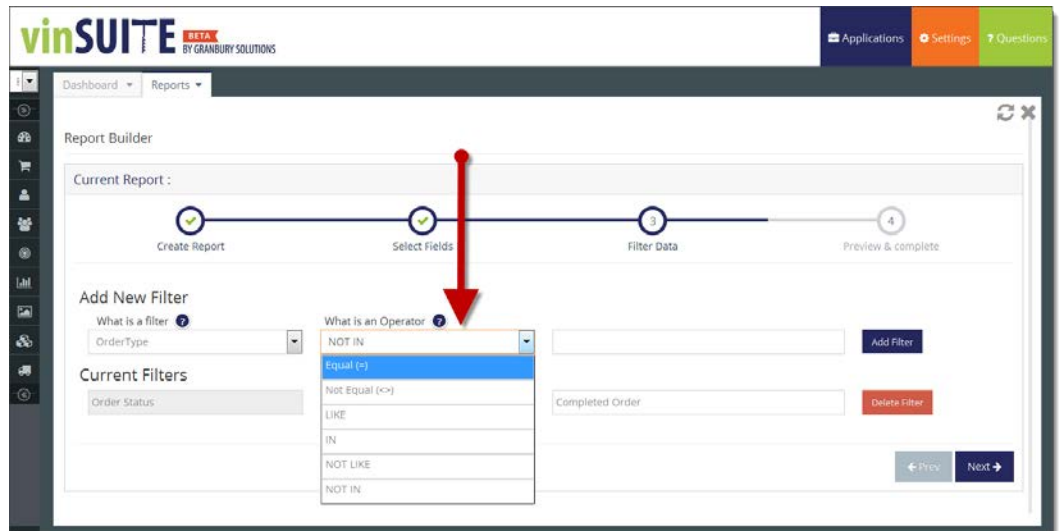 vinSUITE BETA BY GRANBURY SOLUTIONS
Applications Settings ? Questions
Dashboard Reports
Report Builder
Current Report :
3 4
Create Report Select Fields Filter Data Preview & complete
Add New Filter
What is a filter ? What is an Operator ?
OrderType NOT IN Add Filter
Equal (=)
Current Filters
Not Equal (<>)
Order Status Completed Order Delete Filter
LIKE
IN
NOT LIKE
Prev Next
NOT IN